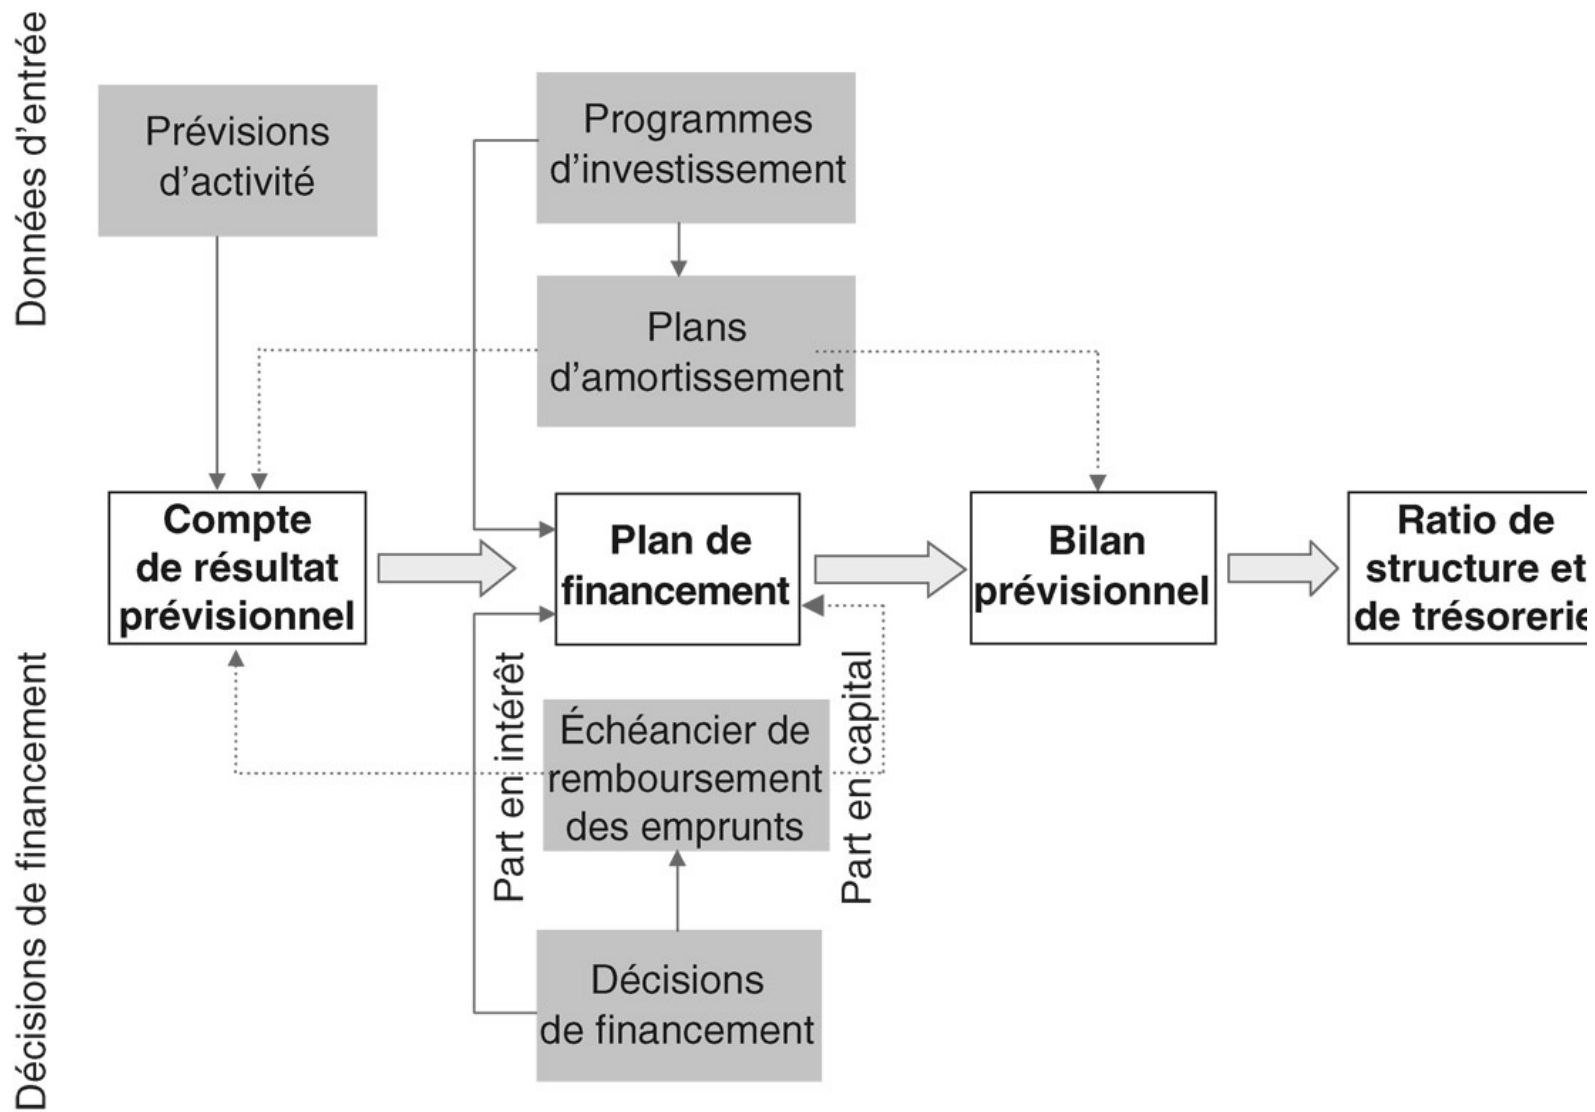 Données d'entrée
Prévisions
d'activité
Programmes
d'investissement
Plans
d'amortissement
Compte
de résultat
prévisionnel
Plan de
financement
Bilan
prévisionnel
Ratio de
structure et
de trésorerie
Décisions de financement
Part en intérêt
Échéancier de
remboursement
des emprunts
Part en capital
Décisions
de financement